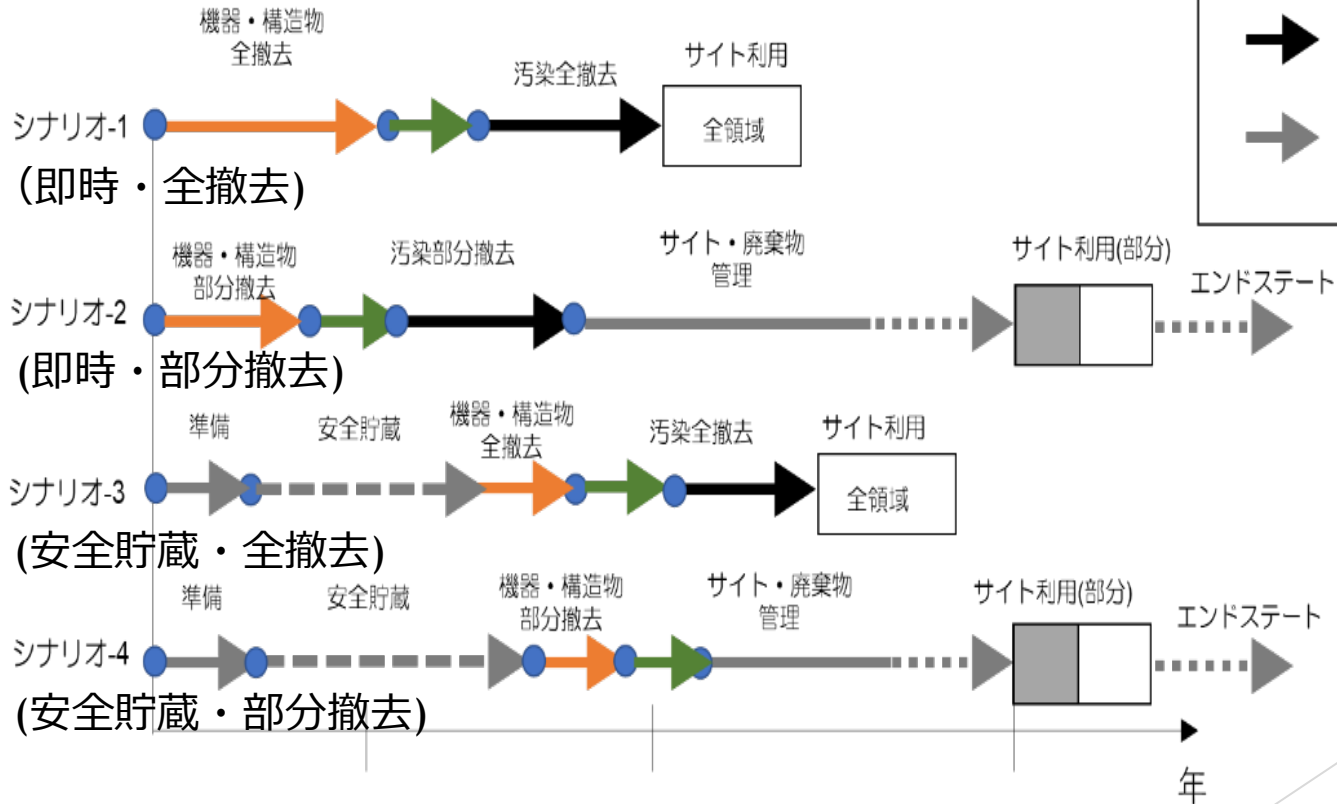 機器・構造物
全撤去
汚染全撤去
サイト利用
シナリオ-1
全領域
(即時・全撤去)
機器・構造物
部分撤去
汚染部分撤去
サイト・廃棄物
管理
サイト利用(部分)
エンドステート
シナリオ-2
(即時・部分撤去)
準備
安全貯蔵
機器・構造物
全撤去
汚染全撤去
サイト利用
シナリオ-3
全領域
(安全貯蔵・全撤去)
準備
安全貯蔵
機器・構造物
部分撤去
サイト・廃棄物
管理
サイト利用(部分)
エンドステート
シナリオ-4
(安全貯蔵・部分撤去)
年